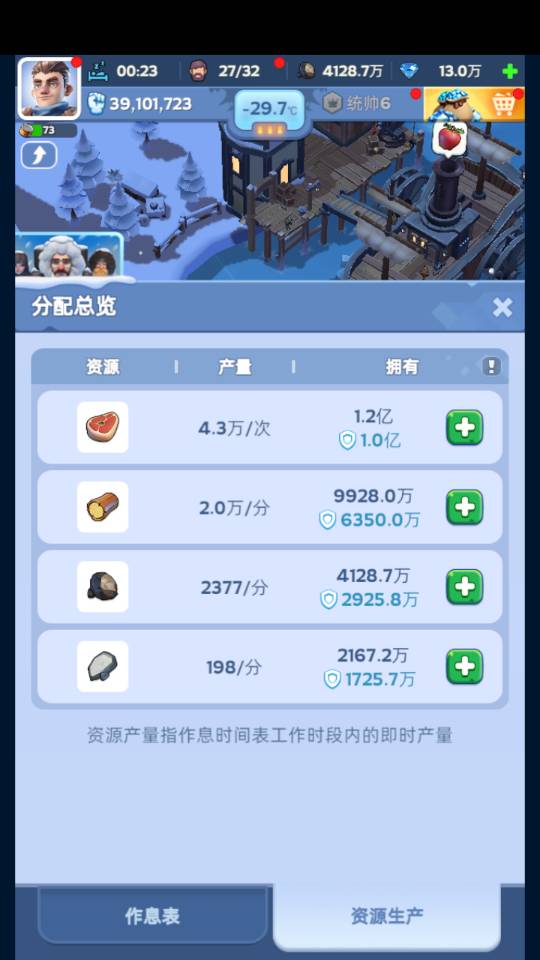 00:23 27/32 4128.7万 13.0万
39,101,723 -29.7℃ 统帅6
73
分配总览
资源 产量 拥有
4.3万/次 1.2亿
1.0亿
2.0万/分 9928.0万
6350.0万
2377/分 4128.7万
2925.8万
198/分 2167.2万
1725.7万
资源产量指作息时间表工作时段内的即时产量
作息表 资源生产